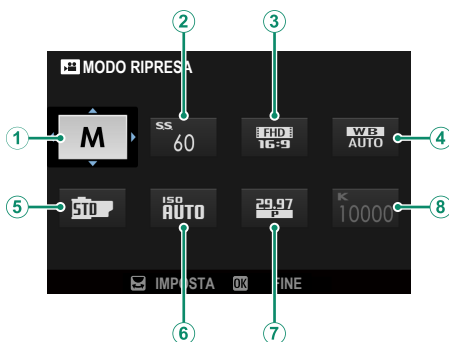 2 3
MODO RIPRESA
1 M S.S. 60 FHD 16:9 WB AUTO 4
5 STD ISO AUTO 29.97 P K 10000 8
IMPOSTA OK FINE
6 7